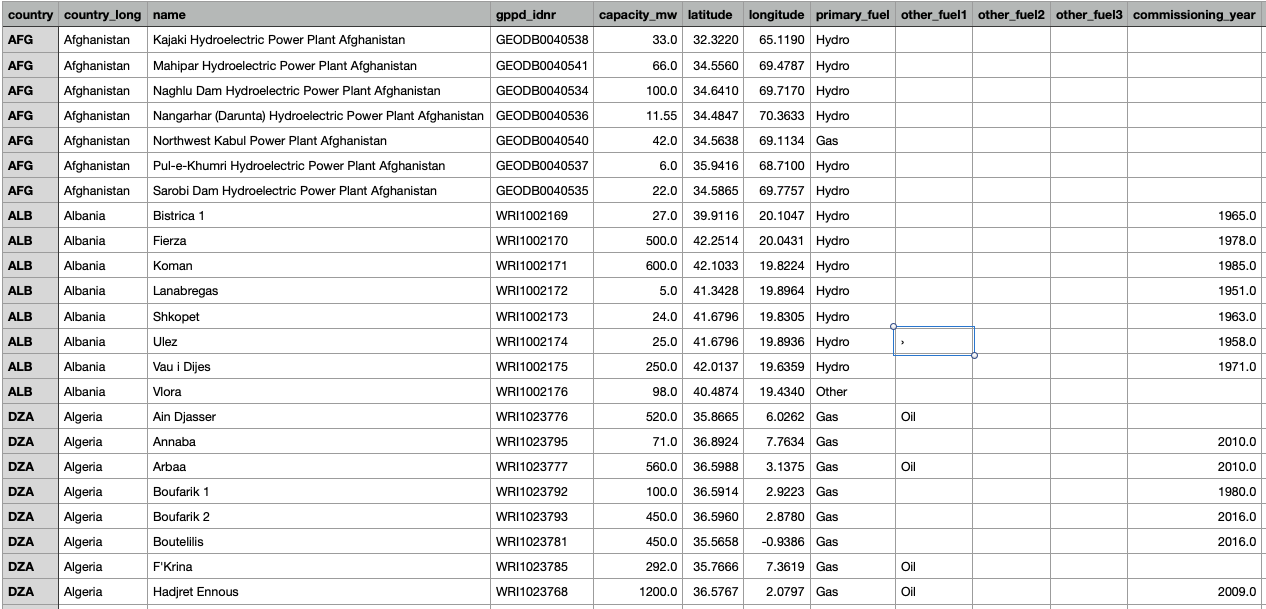 country country_long name gppd_idnr capacity_mw latitude longitude primary_fuel other_fuel1 other_fuel2 other_fuel3 commissioning_year
AFG Afghanistan Kajaki Hydroelectric Power Plant Afghanistan GEODB0040538 33.0 32.3220 65.1190 Hydro
AFG Afghanistan Mahipar Hydroelectric Power Plant Afghanistan GEODB0040541 66.0 34.5560 69.4787 Hydro
AFG Afghanistan Naghlu Dam Hydroelectric Power Plant Afghanistan GEODB0040534 100.0 34.6410 69.7170 Hydro
AFG Afghanistan Nangarhar (Darunta) Hydroelectric Power Plant Afghanistan GEODB0040536 11.55 34.4847 70.3633 Hydro
AFG Afghanistan Northwest Kabul Power Plant Afghanistan GEODB0040540 42.0 34.5638 69.1134 Gas
AFG Afghanistan Pul-e-Khumri Hydroelectric Power Plant Afghanistan GEODB0040537 6.0 35.9416 68.7100 Hydro
AFG Afghanistan Sarobi Dam Hydroelectric Power Plant Afghanistan GEODB0040535 22.0 34.5865 69.7757 Hydro
ALB Albania Bistrica 1 WRI1002169 27.0 39.9116 20.1047 Hydro 1965.0
ALB Albania Fierza WRI1002170 500.0 42.2514 20.0431 Hydro 1978.0
ALB Albania Koman WRI1002171 600.0 42.1033 19.8224 Hydro 1985.0
ALB Albania Lanabregas WRI1002172 5.0 41.3428 19.8964 Hydro 1951.0
ALB Albania Shkopet WRI1002173 24.0 41.6796 19.8305 Hydro 1963.0
ALB Albania Ulez WRI1002174 25.0 41.6796 19.8936 Hydro › 1958.0
ALB Albania Vau i Dijes WRI1002175 250.0 42.0137 19.6359 Hydro 1971.0
ALB Albania Vlora WRI1002176 98.0 40.4874 19.4340 Other
DZA Algeria Ain Djasser WRI1023776 520.0 35.8665 6.0262 Gas Oil
DZA Algeria Annaba WRI1023795 71.0 36.8924 7.7634 Gas 2010.0
DZA Algeria Arbaa WRI1023777 560.0 36.5988 3.1375 Gas Oil 2010.0
DZA Algeria Boufarik 1 WRI1023792 100.0 36.5914 2.9223 Gas 1980.0
DZA Algeria Boufarik 2 WRI1023793 450.0 36.5960 2.8780 Gas 2016.0
DZA Algeria Boutelilis WRI1023781 450.0 35.5658 -0.9386 Gas 2016.0
DZA Algeria F'Krina WRI1023785 292.0 35.7666 7.3619 Gas Oil
DZA Algeria Hadjret Ennous WRI1023768 1200.0 36.5767 2.0797 Gas Oil 2009.0